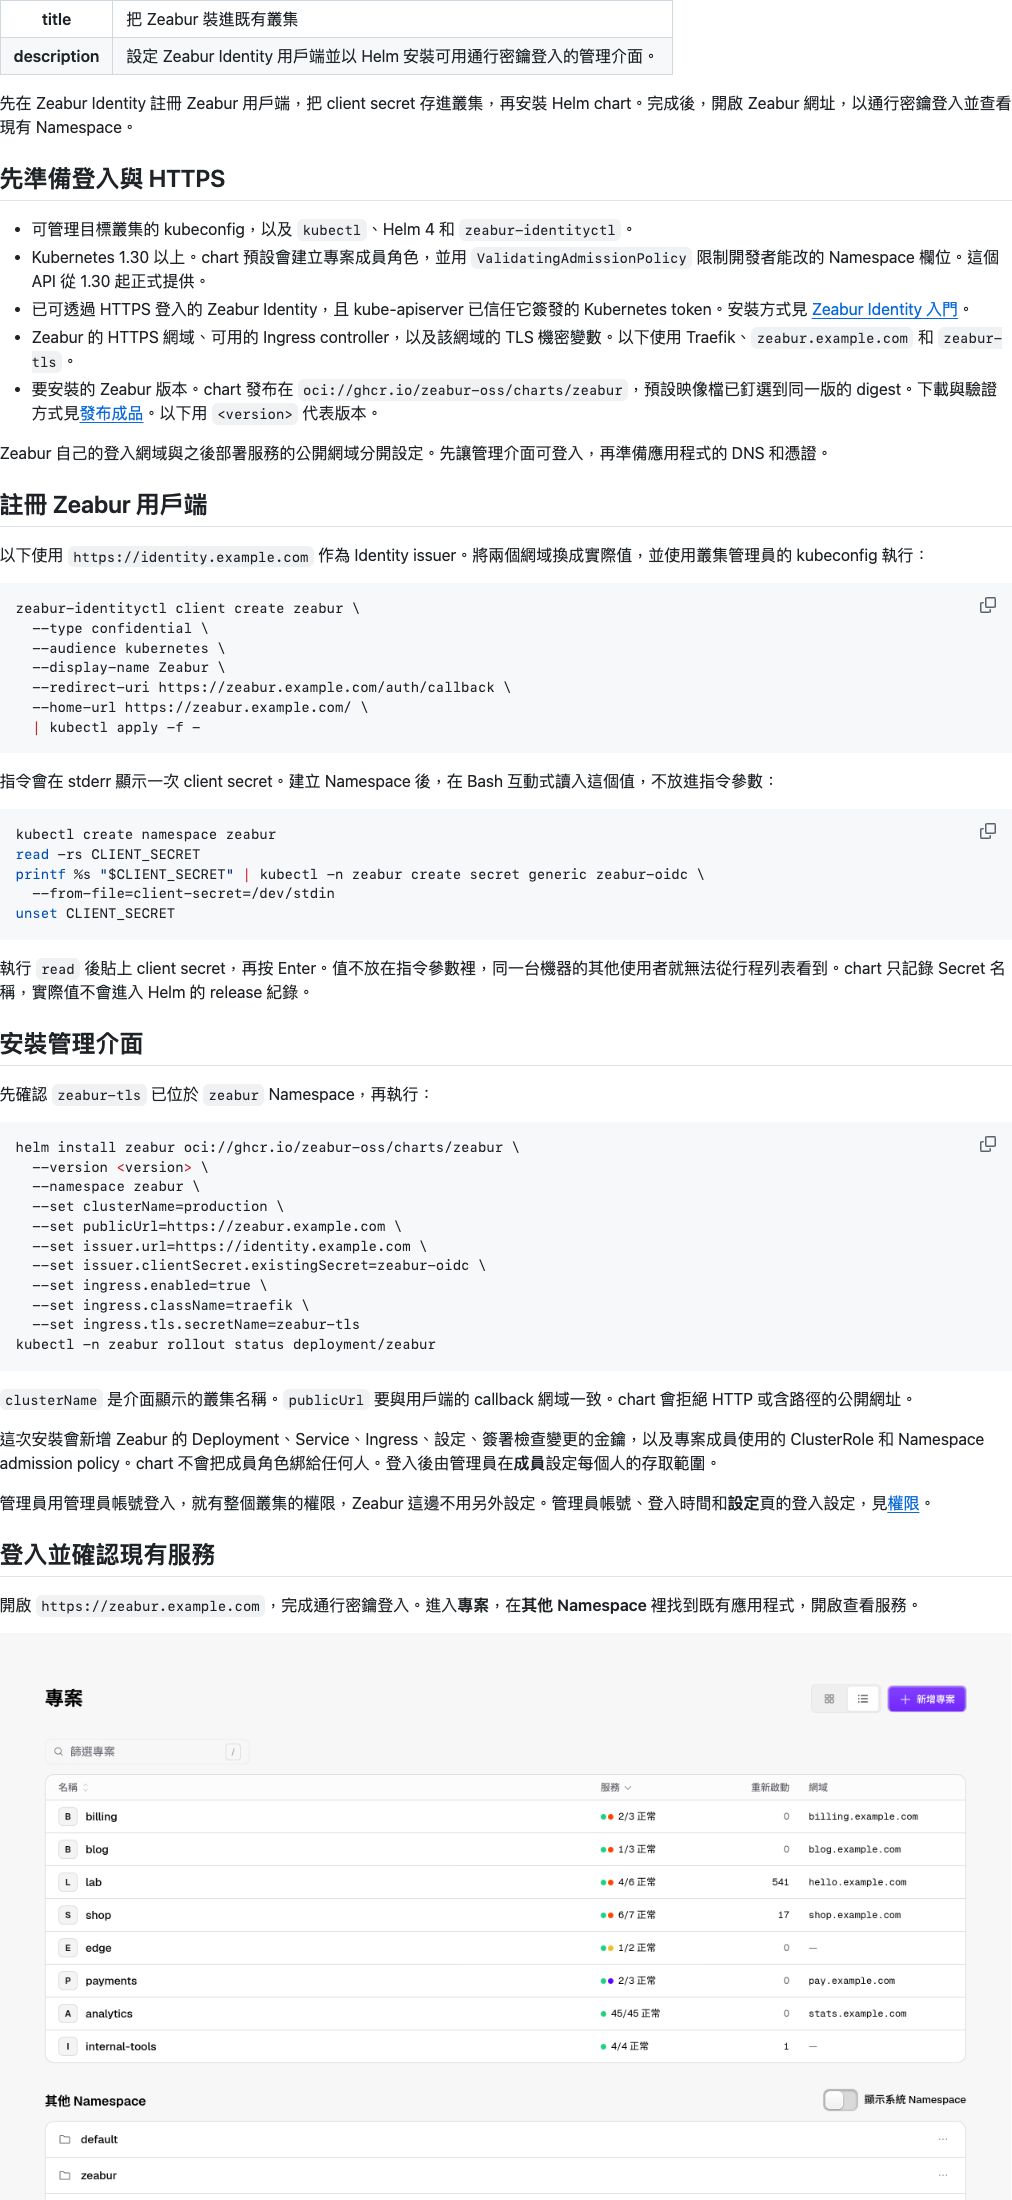 title 把 Zeabur 裝進既有叢集
description 設定 Zeabur Identity 用戶端並以 Helm 安裝可用通行密鑰登入的管理介面。
先在 Zeabur Identity 註冊 Zeabur 用戶端，把 client secret 存進叢集，再安裝 Helm chart。完成後，開啟 Zeabur 網址，以通行密鑰登入並查看
現有 Namespace。
先準備登入與 HTTPS
• 可管理目標叢集的 kubeconfig，以及 kubectl、Helm 4 和 zeabur-identityctl。
• Kubernetes 1.30 以上。chart 預設會建立專案成員角色，並用 ValidatingAdmissionPolicy 限制開發者能改的 Namespace 欄位。這個
API 從 1.30 起正式提供。
• 已可透過 HTTPS 登入的 Zeabur Identity，且 kube-apiserver 已信任它簽發的 Kubernetes token。安裝方式見 Zeabur Identity 入門。
• Zeabur 的 HTTPS 網域、可用的 Ingress controller，以及該網域的 TLS 機密變數。以下使用 Traefik、zeabur.example.com 和 zeabur-
tls。
• 要安裝的 Zeabur 版本。chart 發布在 oci://ghcr.io/zeabur-oss/charts/zeabur，預設映像檔已釘選到同一版的 digest。下載與驗證
方式見發布成品。以下用 <version> 代表版本。
Zeabur 自己的登入網域與之後部署服務的公開網域分開設定。先讓管理介面可登入，再準備應用程式的 DNS 和憑證。
註冊 Zeabur 用戶端
以下使用 https://identity.example.com 作為 Identity issuer。將兩個網域換成實際值，並使用叢集管理員的 kubeconfig 執行：
zeabur-identityctl client create zeabur \
--type confidential \
--audience kubernetes \
--display-name Zeabur \
--redirect-uri https://zeabur.example.com/auth/callback \
--home-url https://zeabur.example.com/ \
| kubectl apply -f -
指令會在 stderr 顯示一次 client secret。建立 Namespace 後，在 Bash 互動式讀入這個值，不放進指令參數：
kubectl create namespace zeabur
read -rs CLIENT_SECRET
printf %s "$CLIENT_SECRET" | kubectl -n zeabur create secret generic zeabur-oidc \
--from-file=client-secret=/dev/stdin
unset CLIENT_SECRET
執行 read 後貼上 client secret，再按 Enter。值不放在指令參數裡，同一台機器的其他使用者就無法從行程列表看到。chart 只記錄 Secret 名
稱，實際值不會進入 Helm 的 release 紀錄。
安裝管理介面
先確認 zeabur-tls 已位於 zeabur Namespace，再執行：
helm install zeabur oci://ghcr.io/zeabur-oss/charts/zeabur \
--version <version> \
--namespace zeabur \
--set clusterName=production \
--set publicUrl=https://zeabur.example.com \
--set issuer.url=https://identity.example.com \
--set issuer.clientSecret.existingSecret=zeabur-oidc \
--set ingress.enabled=true \
--set ingress.className=traefik \
--set ingress.tls.secretName=zeabur-tls
kubectl -n zeabur rollout status deployment/zeabur
clusterName 是介面顯示的叢集名稱。publicUrl 要與用戶端的 callback 網域一致。chart 會拒絕 HTTP 或含路徑的公開網址。
這次安裝會新增 Zeabur 的 Deployment、Service、Ingress、設定、簽署檢查變更的金鑰，以及專案成員使用的 ClusterRole 和 Namespace
admission policy。chart 不會把成員角色綁給任何人。登入後由管理員在成員設定每個人的存取範圍。
管理員用管理員帳號登入，就有整個叢集的權限，Zeabur 這邊不用另外設定。管理員帳號、登入時間和設定頁的登入設定，見權限。
登入並確認現有服務
開啟 https://zeabur.example.com，完成通行密鑰登入。進入專案，在其他 Namespace 裡找到既有應用程式，開啟查看服務。
專案
新增專案
篩選專案 /
名稱 服務 重新啟動 網域
B billing 2/3 正常 0 billing.example.com
B blog 1/3 正常 0 blog.example.com
L lab 4/6 正常 541 hello.example.com
S shop 6/7 正常 17 shop.example.com
E edge 1/2 正常 0 —
P payments 2/3 正常 0 pay.example.com
A analytics 45/45 正常 0 stats.example.com
I internal-tools 4/4 正常 1 —
其他 Namespace 顯示系統 Namespace
default ...
zeabur ...